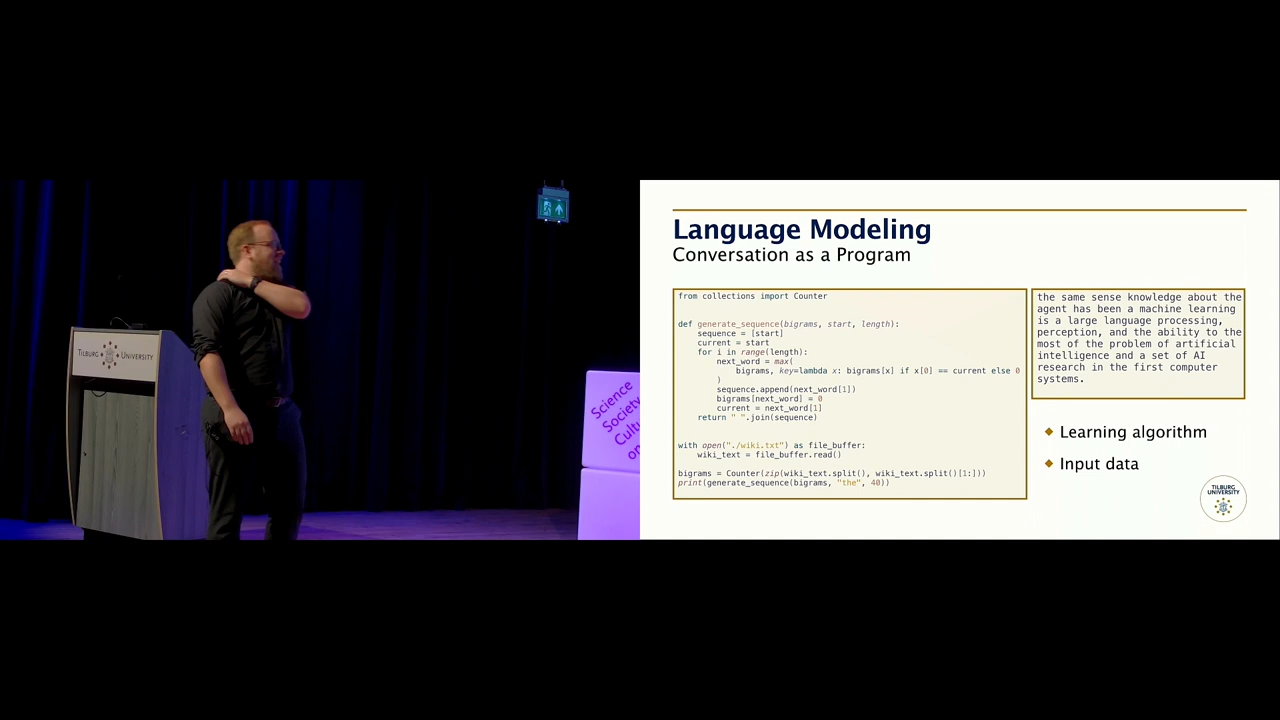 TILBURG UNIVERSITY
Science
Society
Cultu
on
Language Modeling
Conversation as a Program
from collections import Counter
def generate_sequence(bigrams, start, length):
    sequence = [start]
    current = start
    for i in range(length):
        next_word = max(
            bigrams, key=lambda x: bigrams[x] if x[0] == current else 0
        )
        sequence.append(next_word[1])
        bigrams[next_word] = 0
        current = next_word[1]
    return " ".join(sequence)
with open("./wiki.txt") as file_buffer:
    wiki_text = file_buffer.read()
bigrams = Counter(zip(wiki_text.split(), wiki_text.split()[1:]))
print(generate_sequence(bigrams, "the", 40))
the same sense knowledge about the
agent has been a machine learning
is a large language processing,
perception, and the ability to the
most of the problem of artificial
intelligence and a set of AI
research in the first computer
systems.
Learning algorithm
Input data
TILBURG
UNIVERSITY